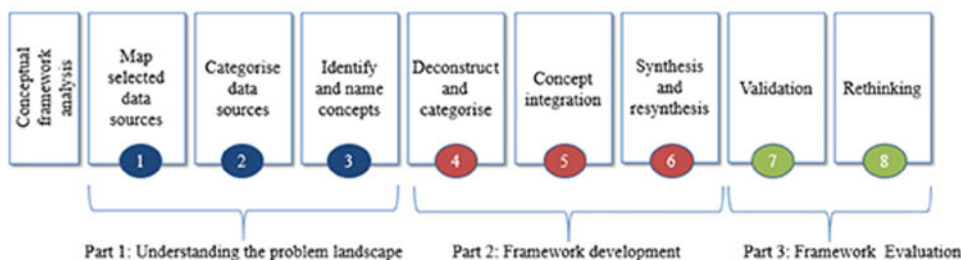 Conceptual
framework
analysis
Map
selected
data
sources
1
Categorise
data
sources
2
Identify
and name
concepts
3
Deconstruct
and
categorise
4
Concept
integration
5
Synthesis
and
resynthesis
6
Validation
7
Rethinking
8
Part 1: Understanding the problem landscape
Part 2: Framework development
Part 3: Framework Evaluation